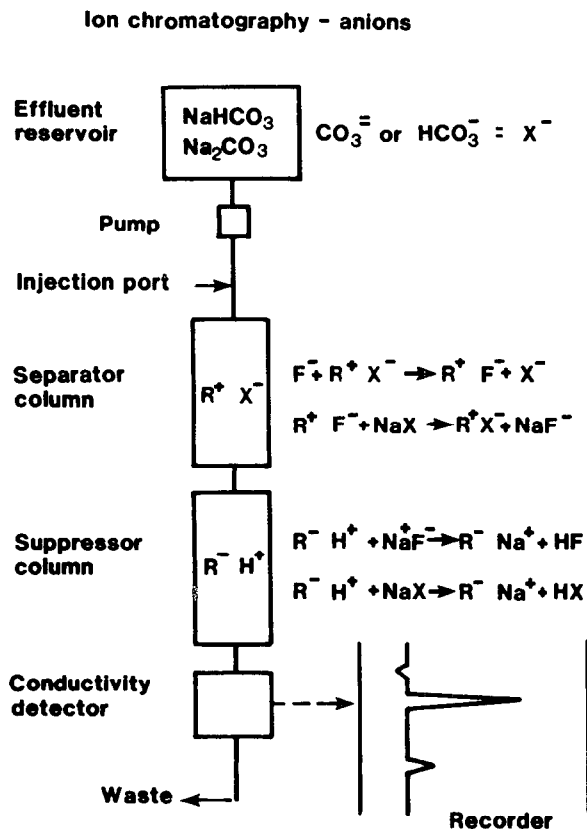 Ion chromatography - anions
Effluent reservoir
NaHCO₃
Na₂CO₃
CO₃⁼ or HCO₃⁻ = X⁻
Pump
Injection port
Separator column
R⁺ X⁻
F⁻ + R⁺ X⁻ → R⁺ F⁻ + X⁻
R⁺ F⁻ + NaX → R⁺X⁻ + NaF⁻
Suppressor column
R⁻ H⁺
R⁻ H⁺ + Na⁺F⁻ → R⁻ Na⁺ + HF
R⁻ H⁺ + NaX → R⁻ Na⁺ + HX
Conductivity detector
Waste
Recorder